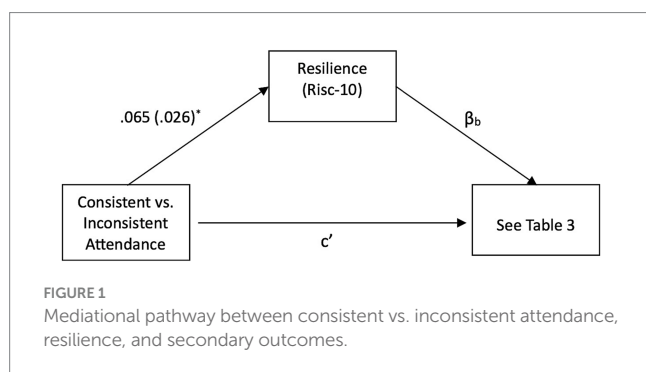 Resilience
(Risc-10)
.065 (.026)*
βb
Consistent vs.
Inconsistent
Attendance
c’
See Table 3
FIGURE 1
Mediational pathway between consistent vs. inconsistent attendance,
resilience, and secondary outcomes.